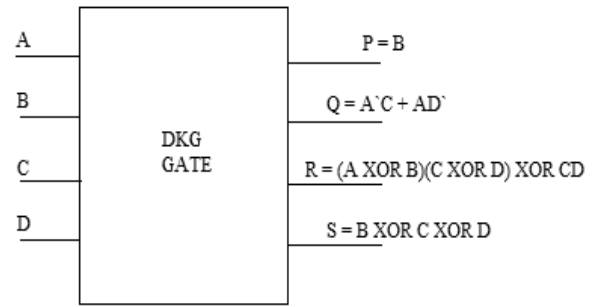 A
P = B
B
Q = A`C + AD`
DKG
GATE
C
R = (A XOR B)(C XOR D) XOR CD
D
S = B XOR C XOR D